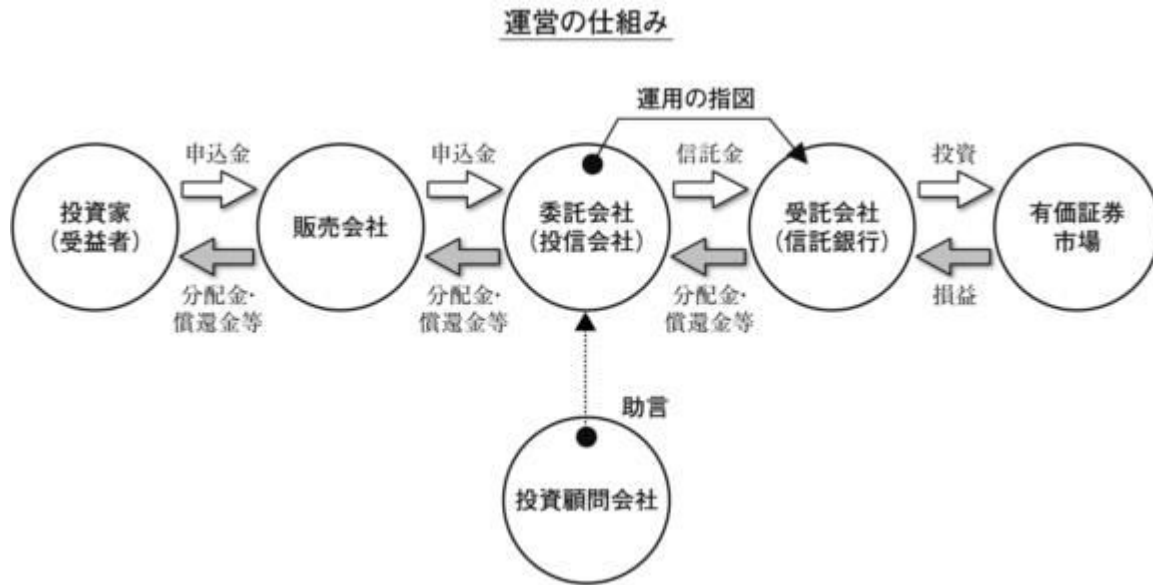 運営の仕組み
運用の指図
申込金
申込金
信託金
投資
投資家
（受益者）
販売会社
委託会社
（投信会社）
受託会社
（信託銀行）
有価証券
市場
分配金・
償還金等
分配金・
償還金等
分配金・
償還金等
損益
助言
投資顧問会社